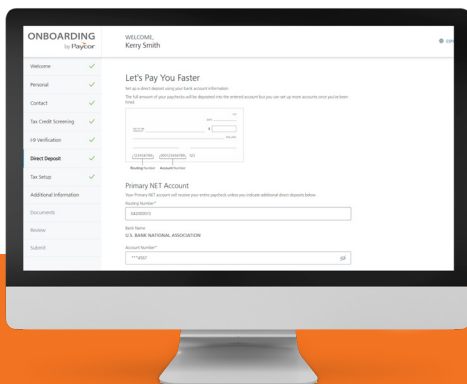 ONBOARDING
by Paycor
WELCOME,
Kerry Smith
Welcome
Personal
Contact
Tax Credit Screening
I-9 Verification
Direct Deposit
Tax Setup
Additional Information
Documents
Review
Submit
Let's Pay You Faster
Set up a direct deposit using your bank account information.
The full amount of your paychecks will be deposited into the entered account but you can set up more accounts once you've been
hired.
$
Routing Number
Account Number
Primary NET Account
Your Primary NET account will receive your entire paycheck unless you indicate additional direct deposits below.
Routing Number*
Bank Name
U.S. BANK NATIONAL ASSOCIATION
Account Number*
***4567